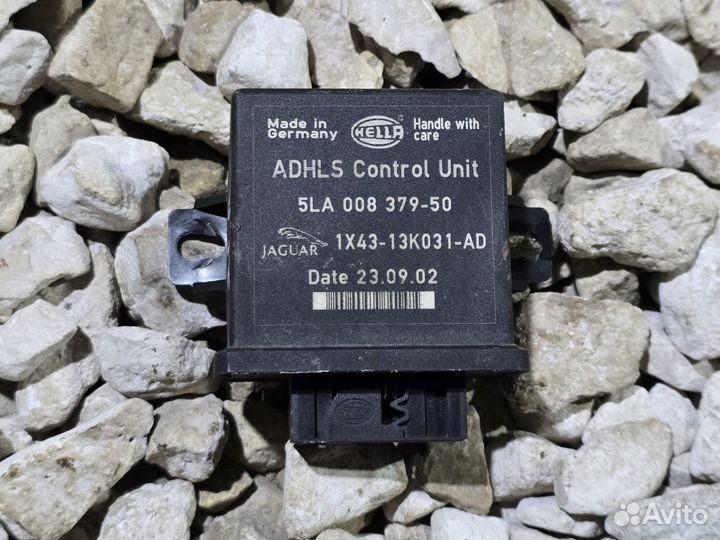 Made in
Germany
HELLA
Handle with
care
ADHLS Control Unit
5LA 008 379-50
JAGUAR
1X43-13K031-AD
Date 23.09.02
Avito